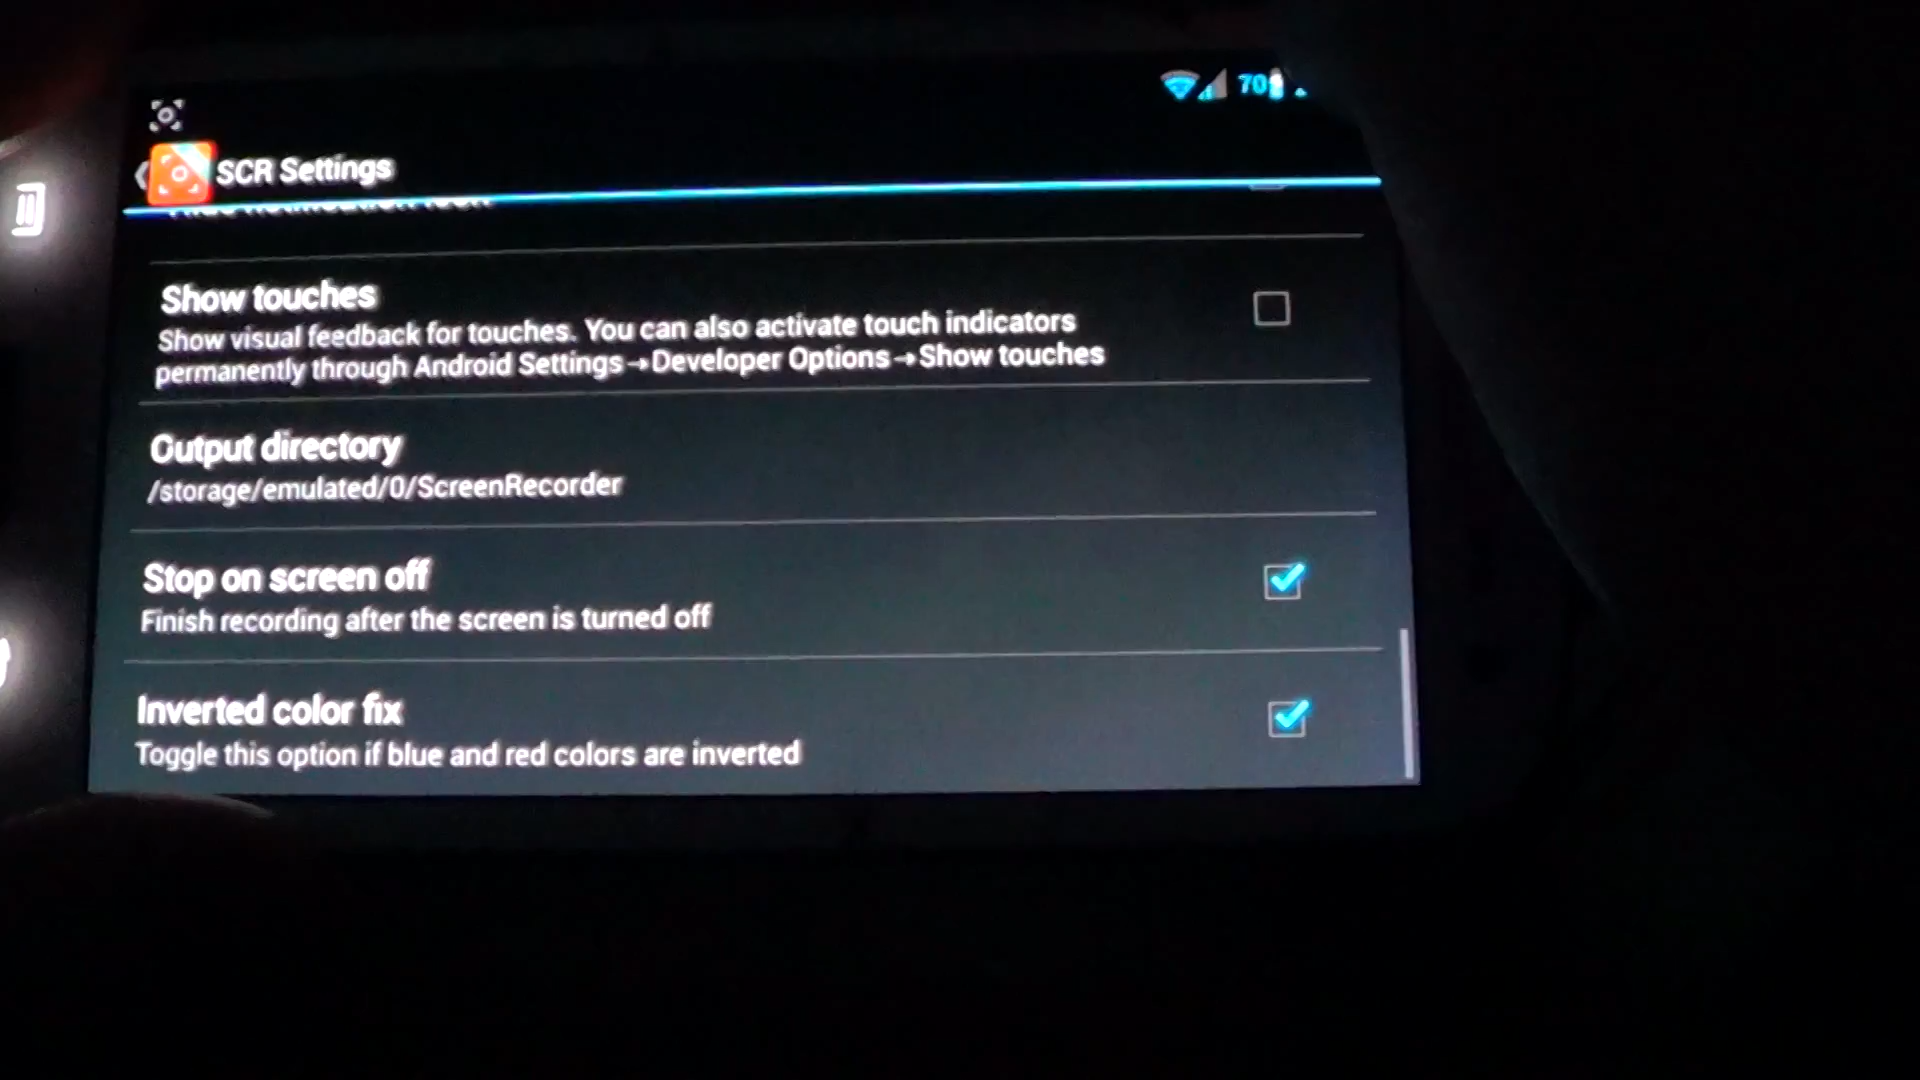 70
SCR Settings
Show touches
Show visual feedback for touches. You can also activate touch indicators
permanently through Android Settings→Developer Options→Show touches
Output directory
/storage/emulated/0/ScreenRecorder
Stop on screen off
Finish recording after the screen is turned off
Inverted color fix
Toggle this option if blue and red colors are inverted